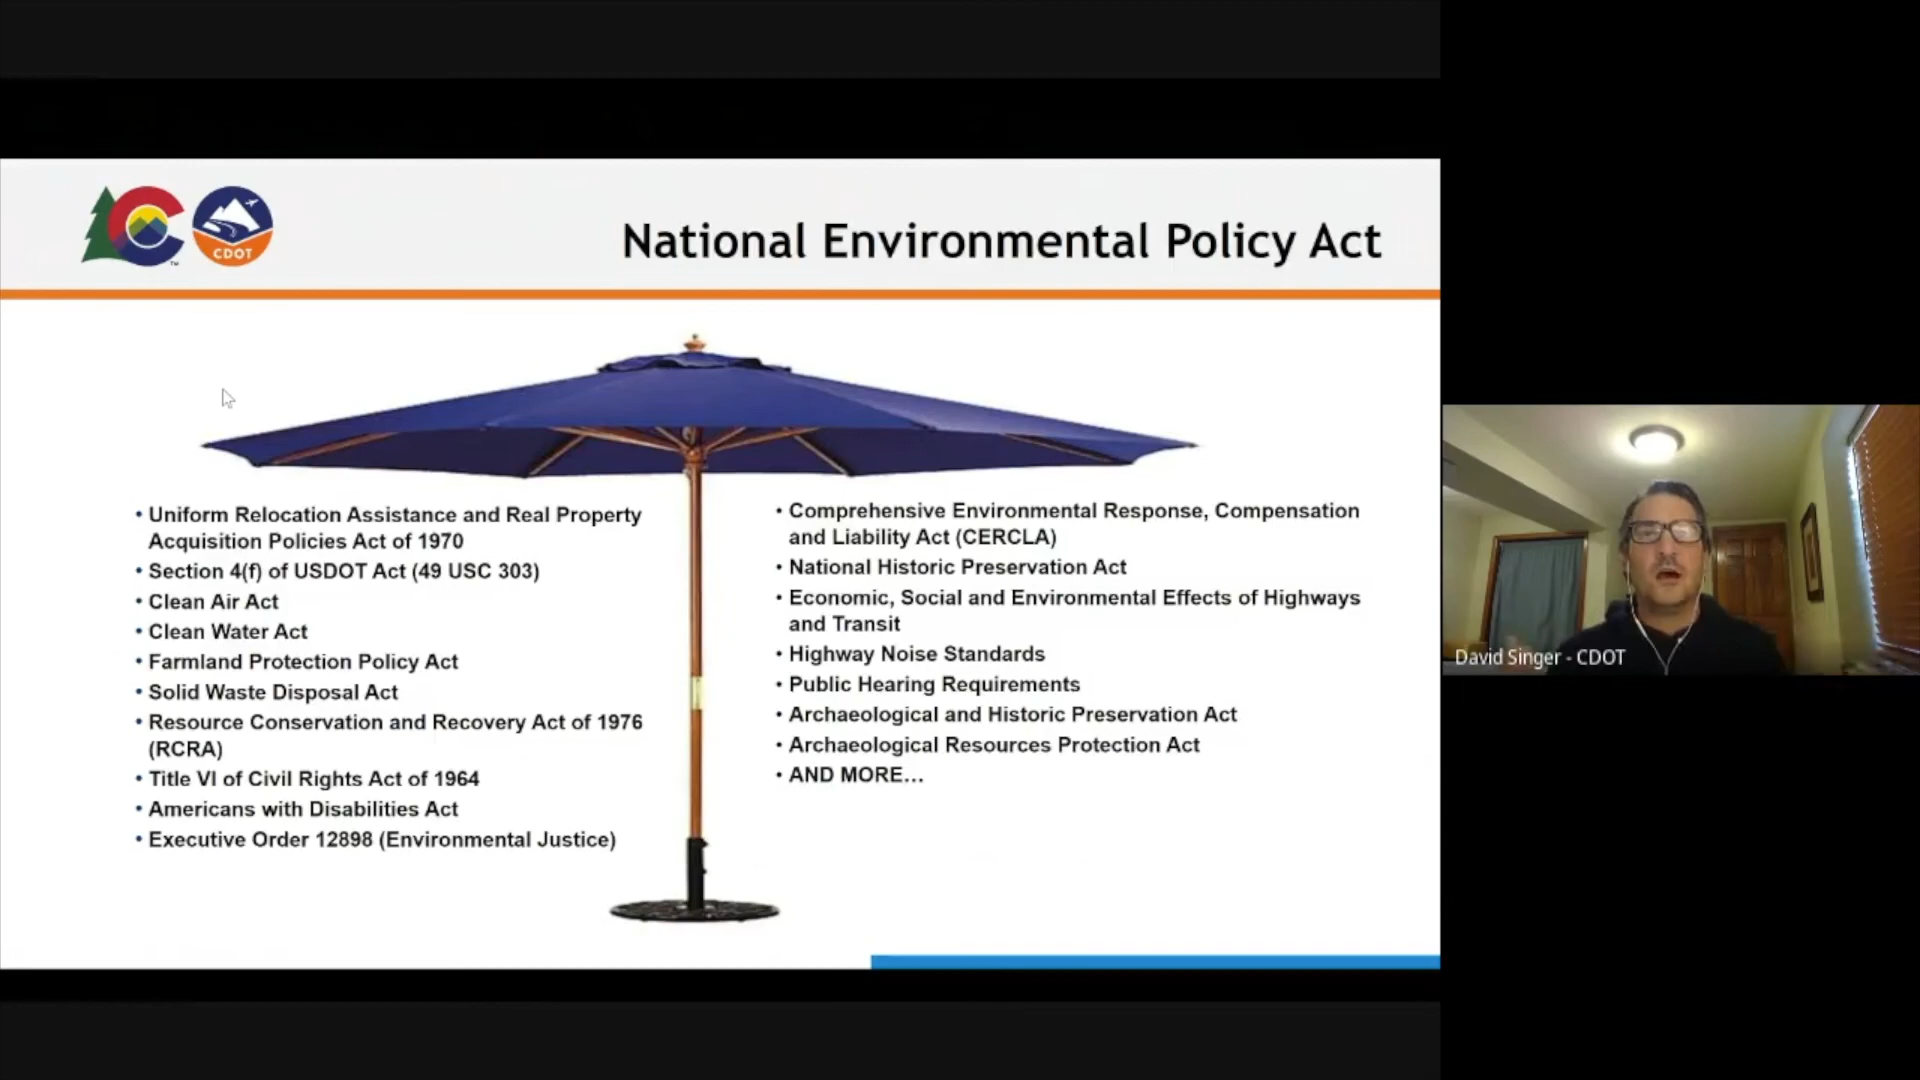 CDOT
National Environmental Policy Act
• Uniform Relocation Assistance and Real Property
Acquisition Policies Act of 1970
• Section 4(f) of USDOT Act (49 USC 303)
• Clean Air Act
• Clean Water Act
• Farmland Protection Policy Act
• Solid Waste Disposal Act
• Resource Conservation and Recovery Act of 1976
(RCRA)
• Title VI of Civil Rights Act of 1964
• Americans with Disabilities Act
• Executive Order 12898 (Environmental Justice)
• Comprehensive Environmental Response, Compensation
and Liability Act (CERCLA)
• National Historic Preservation Act
• Economic, Social and Environmental Effects of Highways
and Transit
• Highway Noise Standards
• Public Hearing Requirements
• Archaeological and Historic Preservation Act
• Archaeological Resources Protection Act
• AND MORE...
David Singer - CDOT